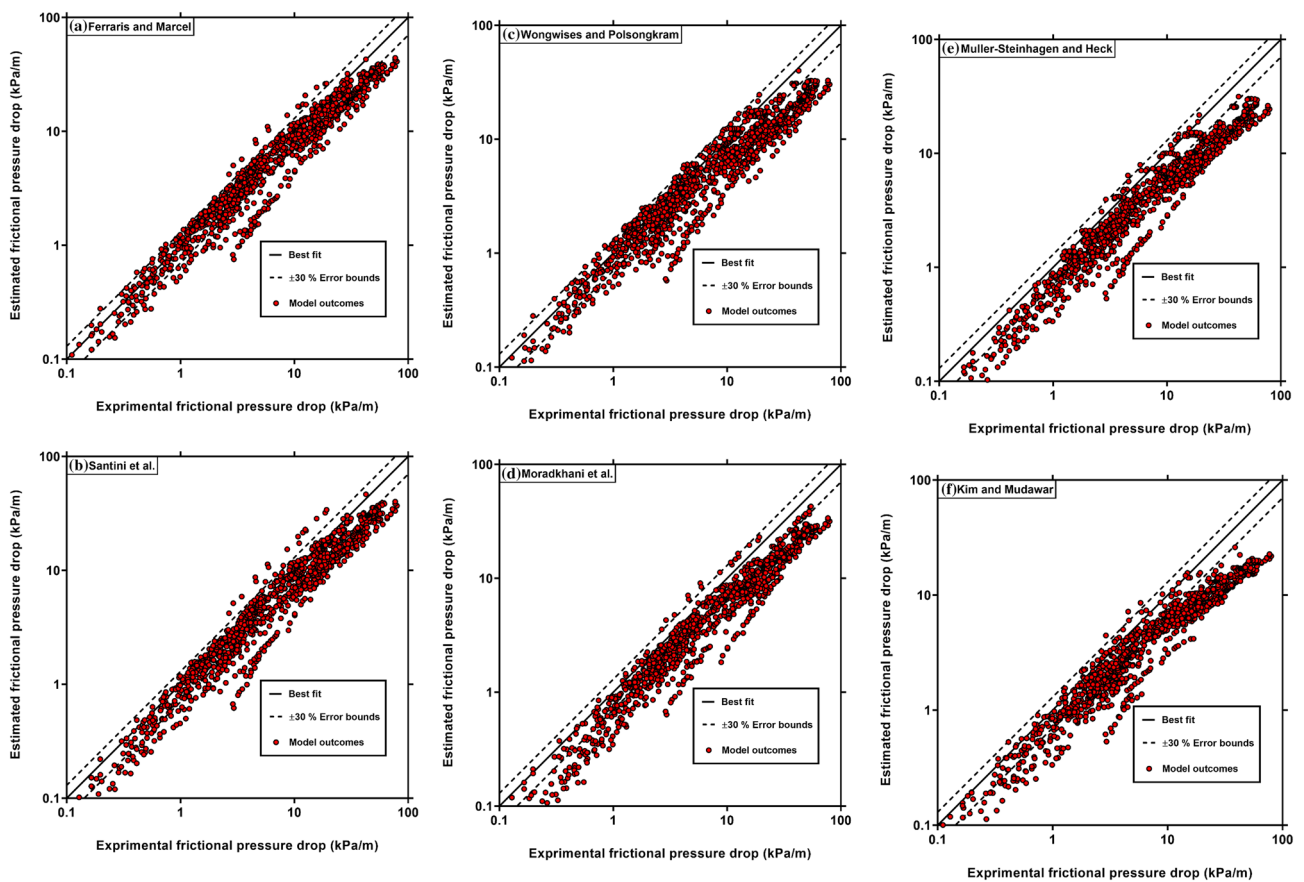 (a) Ferraris and Marcel
Estimated frictional pressure drop (kPa/m)
100
10
1
0.1
0.1
1
10
100
Best fit
±30 % Error bounds
Model outcomes
Exprimental frictional pressure drop (kPa/m)
(c) Wongwises and Polsongkram
Estimated frictional pressure drop (kPa/m)
100
10
1
0.1
0.1
1
10
100
Best fit
±30 % Error bounds
Model outcomes
Exprimental frictional pressure drop (kPa/m)
(e) Muller-Steinhagen and Heck
Estimated frictional pressure drop (kPa/m)
100
10
1
0.1
0.1
1
10
100
Best fit
±30 % Error bounds
Model outcomes
Exprimental frictional pressure drop (kPa/m)
(b) Santini et al.
Estimated frictional pressure drop (kPa/m)
100
10
1
0.1
0.1
1
10
100
Best fit
±30 % Error bounds
Model outcomes
Exprimental frictional pressure drop (kPa/m)
(d) Moradkhani et al.
Estimated frictional pressure drop (kPa/m)
100
10
1
0.1
0.1
1
10
100
Best fit
±30 % Error bounds
Model outcomes
Exprimental frictional pressure drop (kPa/m)
(f) Kim and Mudawar
Estimated frictional pressure drop (kPa/m)
100
10
1
0.1
0.1
1
10
100
Best fit
±30 % Error bounds
Model outcomes
Exprimental frictional pressure drop (kPa/m)